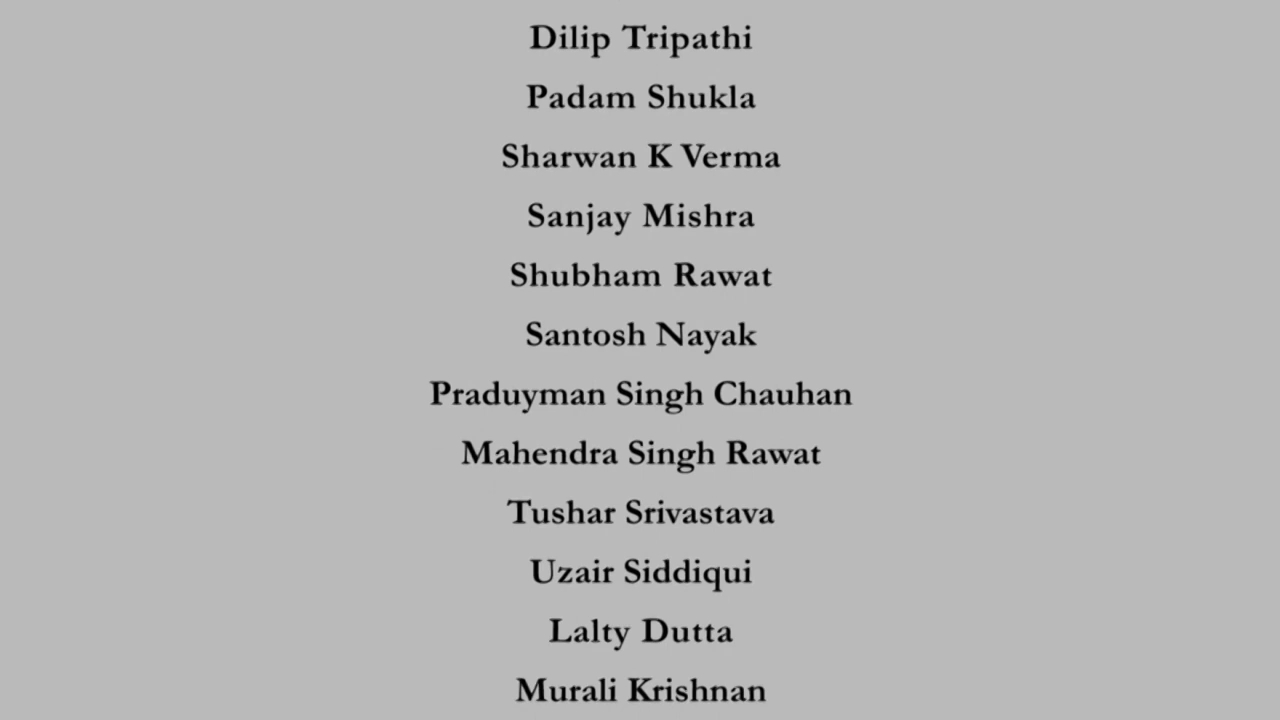 Dilip Tripathi
Padam Shukla
Sharwan K Verma
Sanjay Mishra
Shubham Rawat
Santosh Nayak
Praduyman Singh Chauhan
Mahendra Singh Rawat
Tushar Srivastava
Uzair Siddiqui
Lalty Dutta
Murali Krishnan